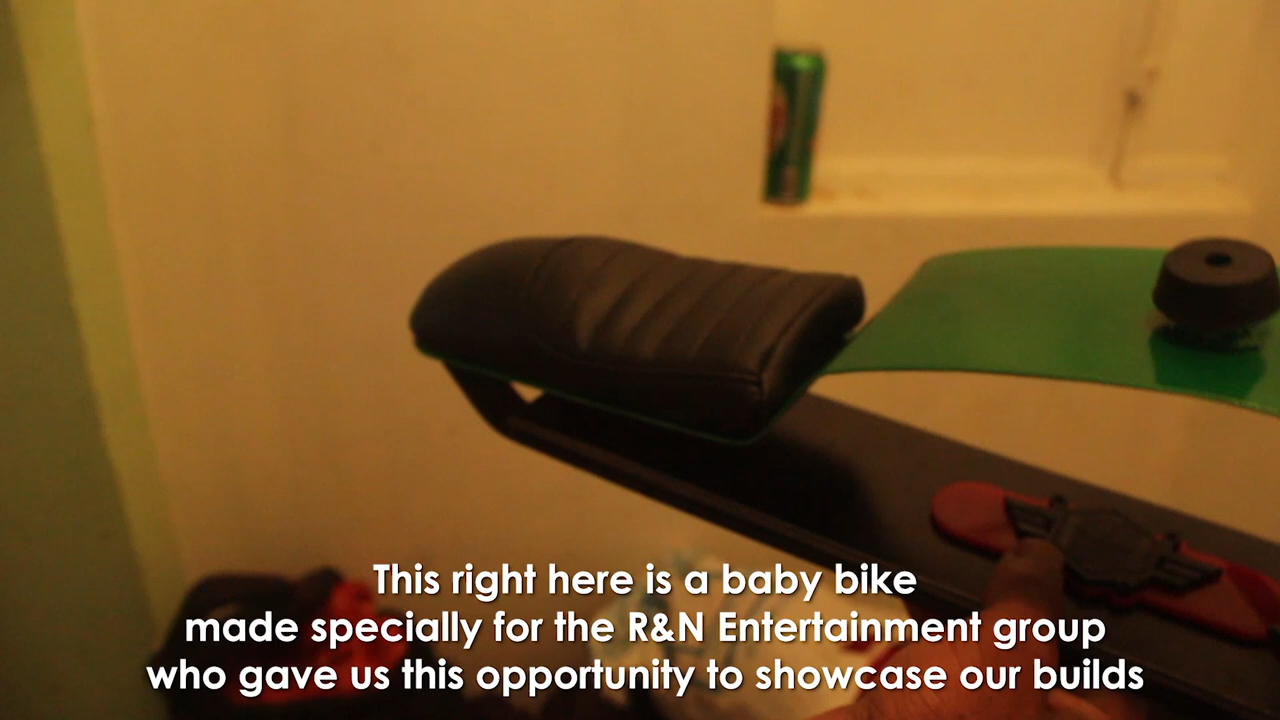 This right here is a baby bike
made specially for the R&N Entertainment group
who gave us this opportunity to showcase our builds